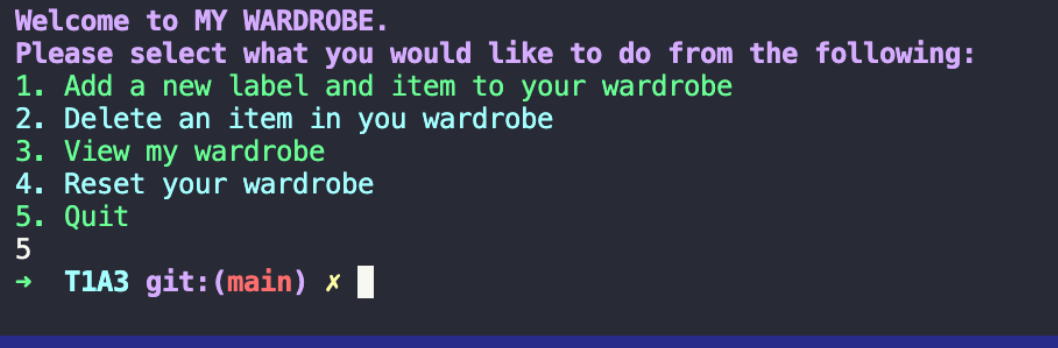 Welcome to MY WARDROBE.
Please select what you would like to do from the following:
1. Add a new label and item to your wardrobe
2. Delete an item in you wardrobe
3. View my wardrobe
4. Reset your wardrobe
5. Quit
5
→ T1A3 git:(main) ✗